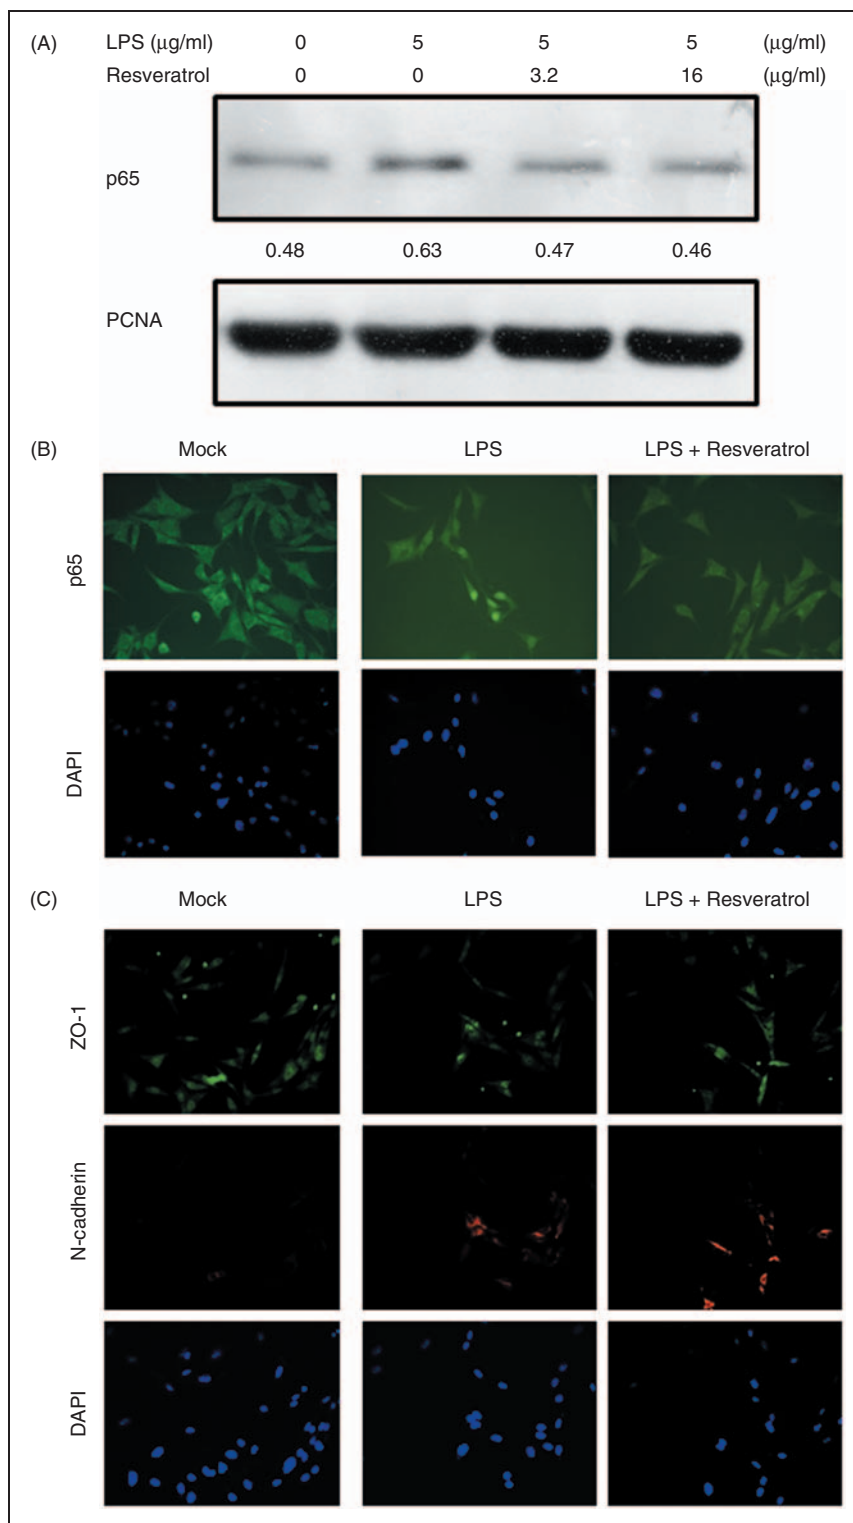 (A) LPS (μg/ml) 0 5 5 5 (μg/ml)
Resveratrol 0 0 3.2 16 (μg/ml)
p65
0.48 0.63 0.47 0.46
PCNA
(B) Mock LPS LPS + Resveratrol
p65
DAPI
(C) Mock LPS LPS + Resveratrol
ZO-1
N-cadherin
DAPI